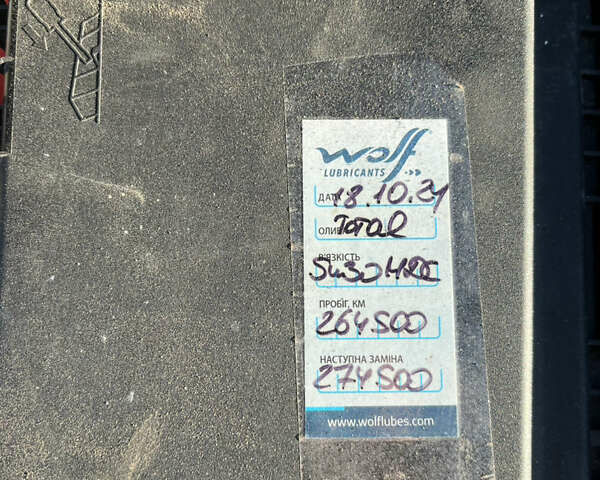 wolf
LUBRICANTS
ДАТА 18.10.21
ОЛИВА Total
В'ЯЗКІСТЬ
5w30
ПРОБІГ, КМ
264500
НАСТУПНА ЗАМІНА
274500
www.wolflubes.com